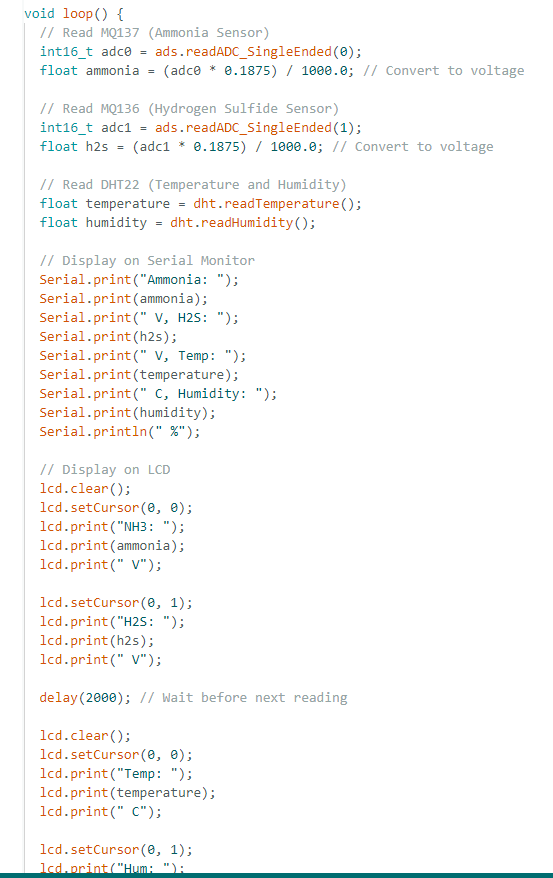 void loop() {
// Read MQ137 (Ammonia Sensor)
int16_t adc0 = ads.readADC_SingleEnded(0);
float ammonia = (adc0 * 0.1875) / 1000.0; // Convert to voltage
// Read MQ136 (Hydrogen Sulfide Sensor)
int16_t adc1 = ads.readADC_SingleEnded(1);
float h2s = (adc1 * 0.1875) / 1000.0; // Convert to voltage
// Read DHT22 (Temperature and Humidity)
float temperature = dht.readTemperature();
float humidity = dht.readHumidity();
// Display on Serial Monitor
Serial.print("Ammonia: ");
Serial.print(ammonia);
Serial.print(" V, H2S: ");
Serial.print(h2s);
Serial.print(" V, Temp: ");
Serial.print(temperature);
Serial.print(" C, Humidity: ");
Serial.print(humidity);
Serial.println(" %");
// Display on LCD
lcd.clear();
lcd.setCursor(0, 0);
lcd.print("NH3: ");
lcd.print(ammonia);
lcd.print(" V");
lcd.setCursor(0, 1);
lcd.print("H2S: ");
lcd.print(h2s);
lcd.print(" V");
delay(2000); // Wait before next reading
lcd.clear();
lcd.setCursor(0, 0);
lcd.print("Temp: ");
lcd.print(temperature);
lcd.print(" C");
lcd.setCursor(0, 1);
lcd.print("Hum: ");